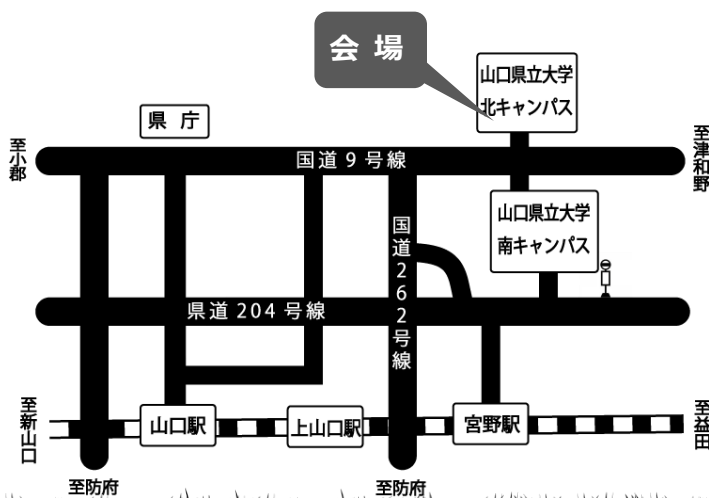 会場
山口県立大学
北キャンパス
県庁
至小郡
国道9号線
至津和野
山口県立大学
南キャンパス
国道262号線
県道204号線
至新山口
山口駅
上山口駅
宮野駅
至益田
至防府
至防府